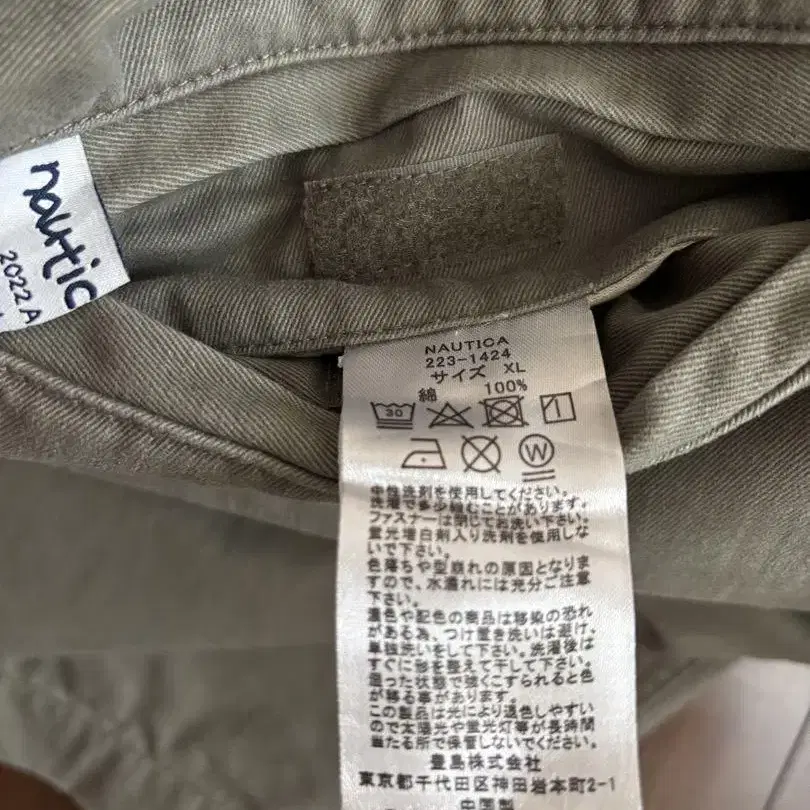 nautic
2022 A
NAUTICA
223-1424
サイズ XL
綿 100%
30
W
中性洗剤を使用してください。
洗濯で多少縮むことがあります。
ファスナーは閉じてお洗い下さい。
蛍光増白剤入り洗剤を使用しな
いで下さい。
色落ちや型崩れの原因となりま
すので、水濡れには充分ご注意
下さい。
濃色や配色の商品は移染の恐れ
がある為、つけ置き洗いは避け、
単独洗いをして下さい。洗濯後は
すぐに形を整えて干して下さい。
湿った状態で強くこすられると色
が移る事があります。
この製品は光により退色しやすい
ので太陽光や蛍光灯等が長時間
当たる所で保管しないでください。
豊島株式会社
東京都千代田区神田岩本町2-1
中国製